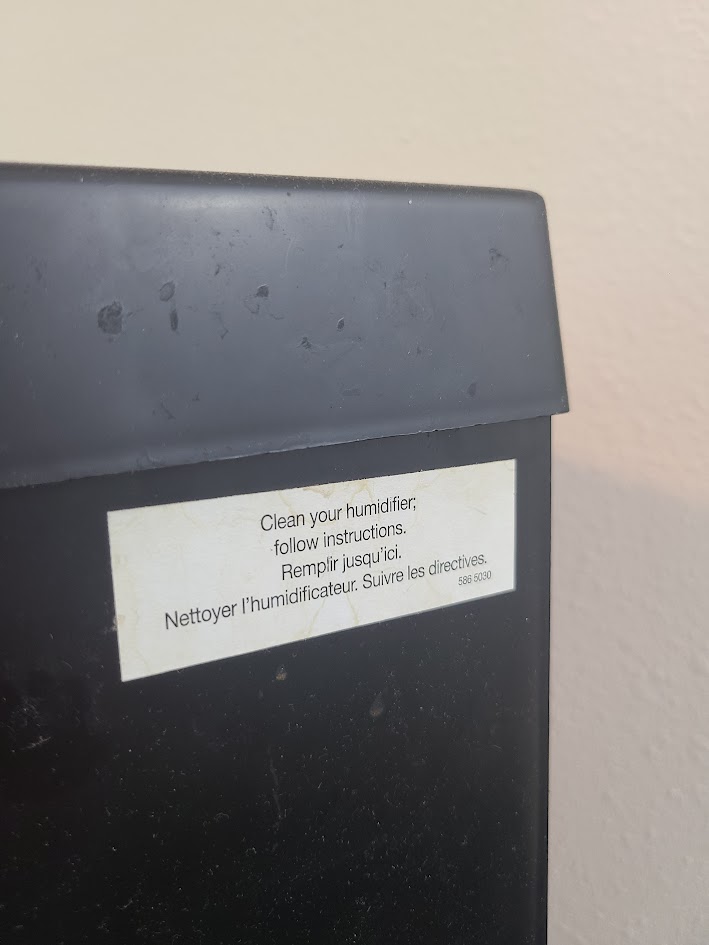 Clean your humidifier;
follow instructions.
Remplir jusqu'ici.
Nettoyer l'humidificateur. Suivre les directives.
586 5030